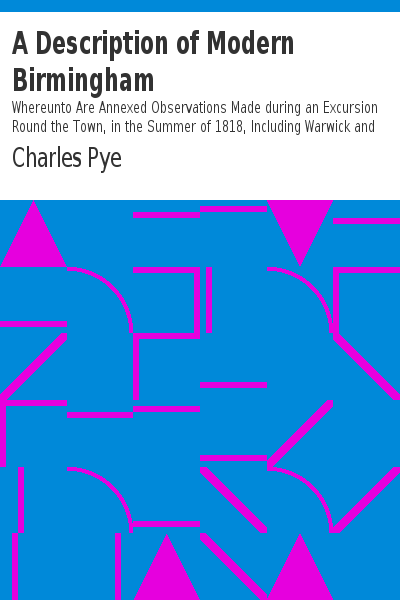 A Description of Modern
Birmingham
Whereunto Are Annexed Observations Made during an Excursion
Round the Town, in the Summer of 1818, Including Warwick and
Charles Pye